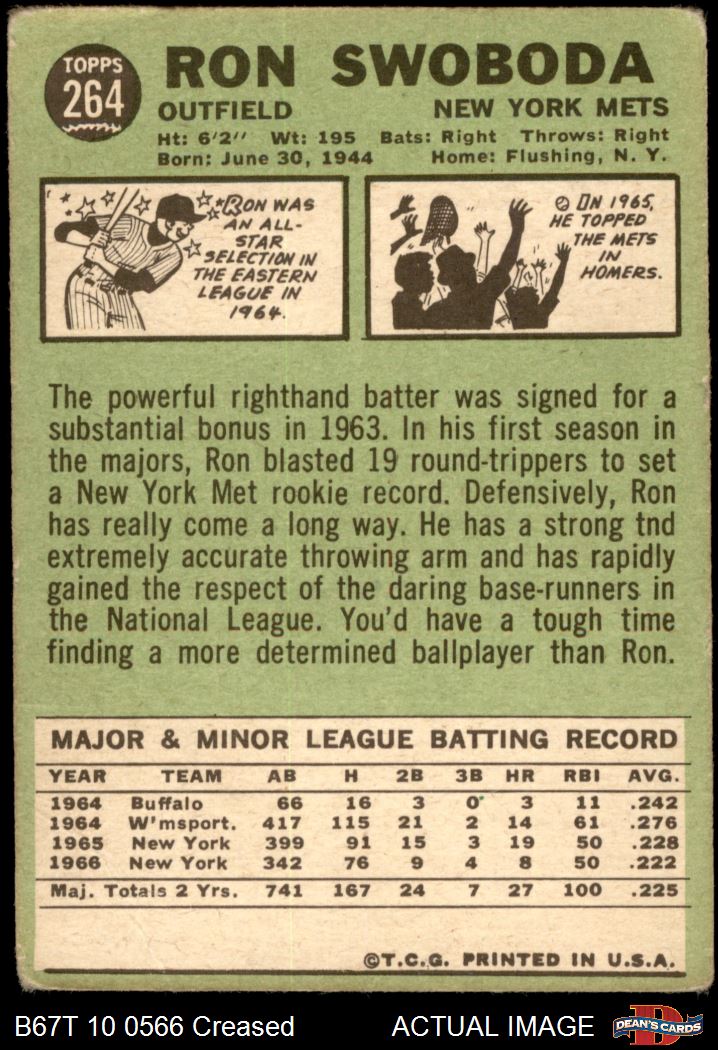 TOPPS
264
RON SWOBODA
OUTFIELD NEW YORK METS
Ht: 6'2" Wt: 195 Bats: Right Throws: Right
Born: June 30, 1944 Home: Flushing, N. Y.
RON WAS
AN ALL-
STAR
SELECTION IN
THE EASTERN
LEAGUE IN
1964.
IN 1965,
HE TOPPED
THE METS
IN
HOMERS.
The powerful righthand batter was signed for a
substantial bonus in 1963. In his first season in
the majors, Ron blasted 19 round-trippers to set
a New York Met rookie record. Defensively, Ron
has really come a long way. He has a strong tnd
extremely accurate throwing arm and has rapidly
gained the respect of the daring base-runners in
the National League. You'd have a tough time
finding a more determined ballplayer than Ron.
MAJOR & MINOR LEAGUE BATTING RECORD
YEAR TEAM AB H 2B 3B HR RBI AVG.
1964 Buffalo 66 16 3 0 3 11 .242
1964 W'msport. 417 115 21 2 14 61 .276
1965 New York 399 91 15 3 19 50 .228
1966 New York 342 76 9 4 8 50 .222
Maj. Totals 2 Yrs. 741 167 24 7 27 100 .225
©T.C.G. PRINTED IN U.S.A.
B67T 10 0566 Creased ACTUAL IMAGE
D
DEAN'S CARDS